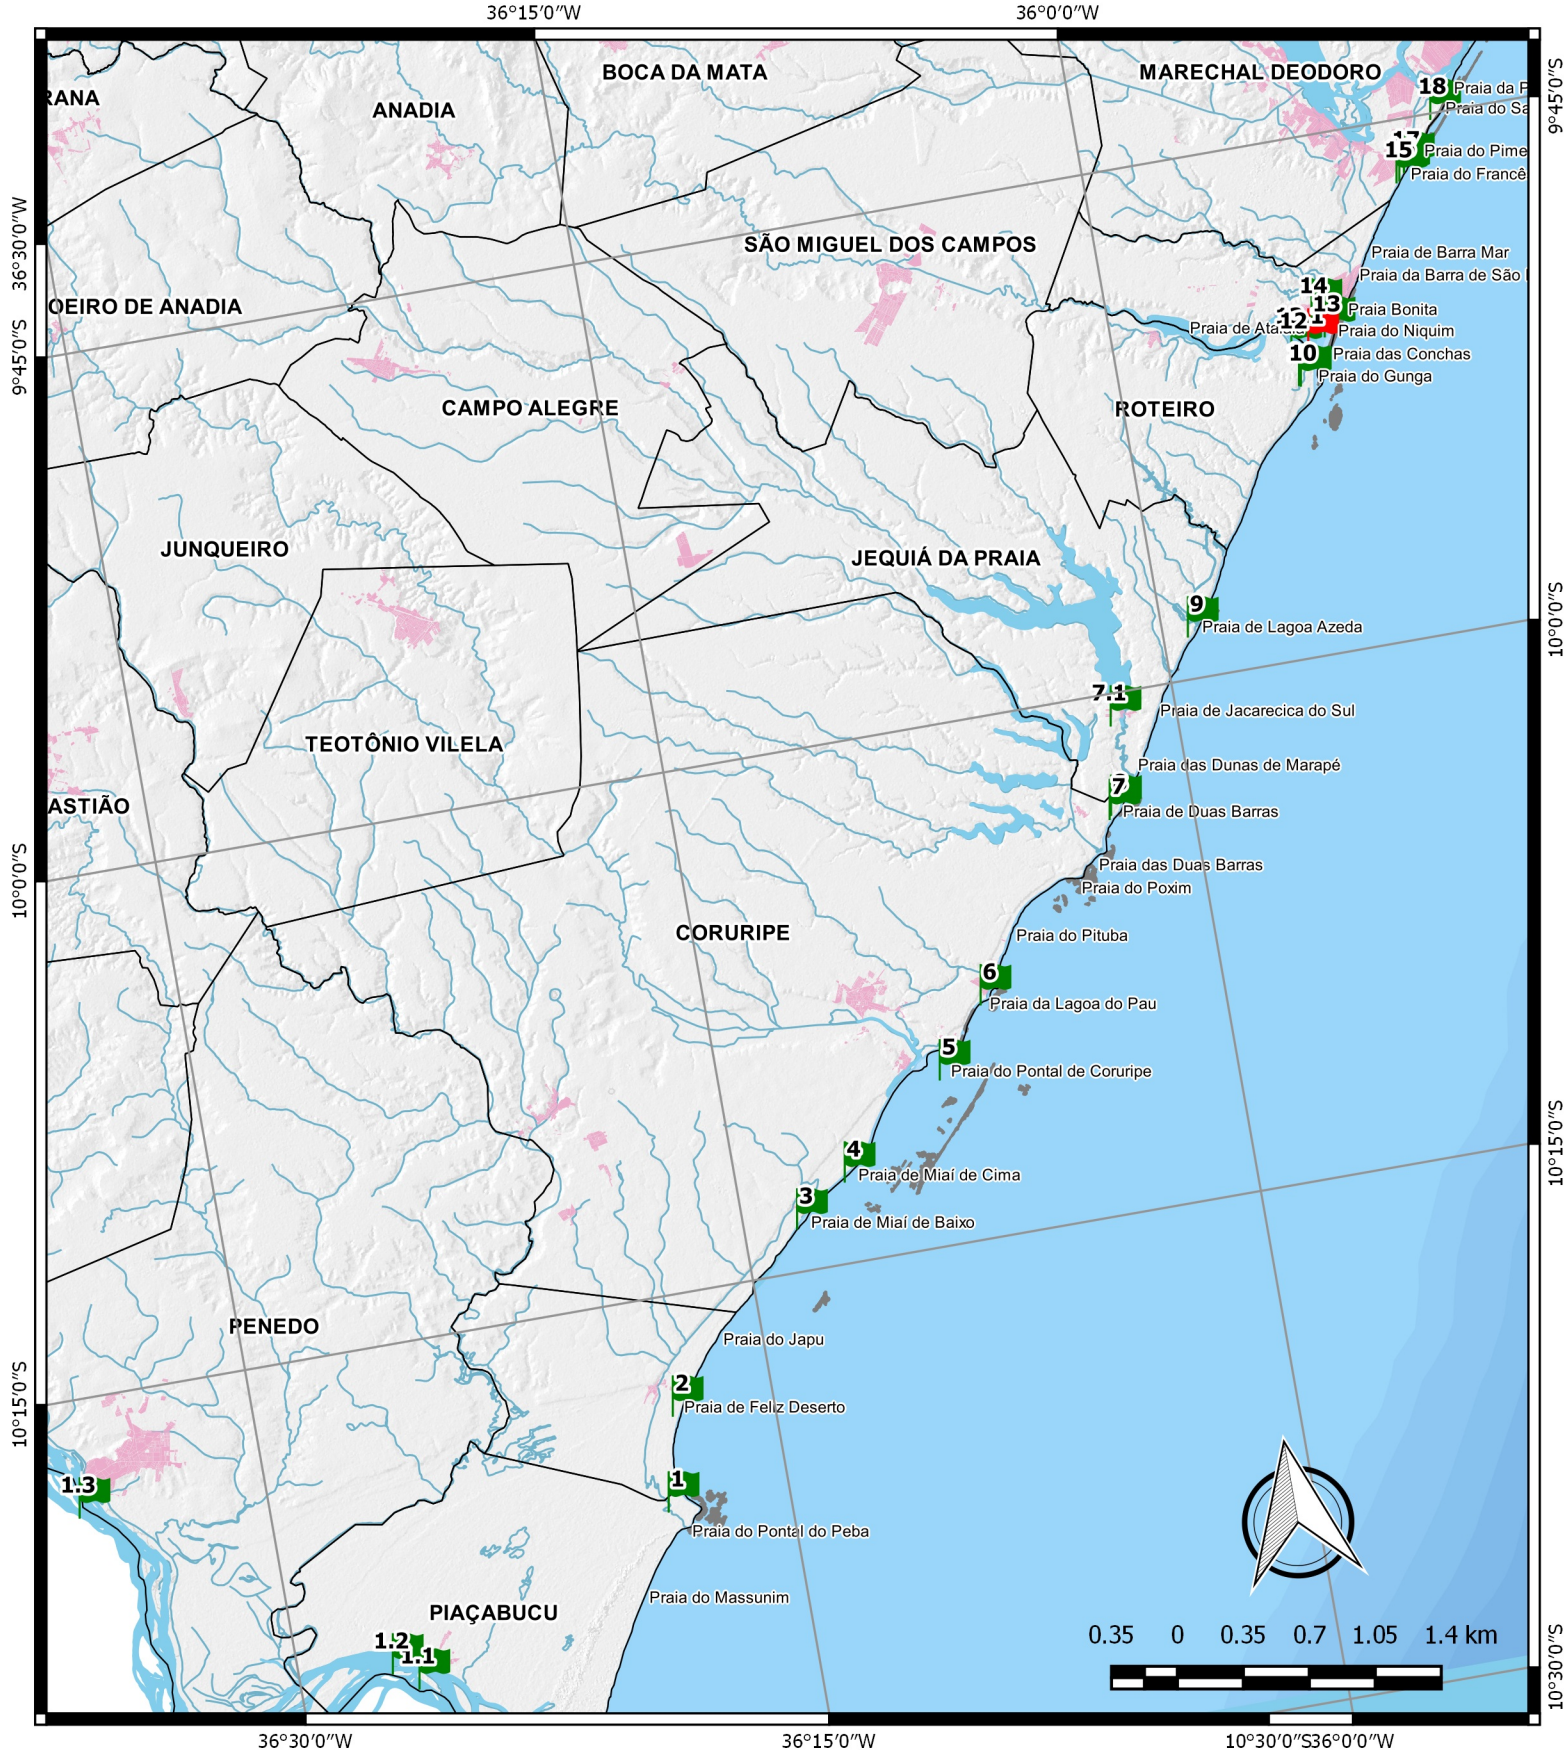 36°15'0"W
36°0'0"W
BOCA DA MATA
MARECHAL DEODORO
RANA
ANADIA
18
Praia da P
Praia do Sa
9°45'0"S
17
15
Praia do Pime
Praia do Francê
36°30'0"W
SÃO MIGUEL DOS CAMPOS
Praia de Barra Mar
Praia da Barra de São
14
13
OEIRO DE ANADIA
Praia Bonita
12
Praia do Niquim
9°45'0"S
10
Praia das Conchas
Praia do Gunga
CAMPO ALEGRE
ROTEIRO
JUNQUEIRO
JEQUIÁ DA PRAIA
9
Praia de Lagoa Azeda
10°0'0"S
7.1
Praia de Jacarecica do Sul
TEOTÔNIO VILELA
Praia das Dunas de Marapé
7
ASTIÃO
Praia de Duas Barras
Praia das Duas Barras
10°0'0"S
Praia do Poxim
CORURIPE
Praia do Pituba
6
Praia da Lagoa do Pau
5
Praia do Pontal de Coruripe
10°15'0"S
4
Praia de Miaí de Cima
3
Praia de Miaí de Baixo
PENEDO
Praia do Japu
2
Praia de Feliz Deserto
10°15'0"S
1.3
1
Praia do Pontal do Peba
Praia do Massunim
PIAÇABUCU
1.2
1.1
0.35 0 0.35 0.7 1.05 1.4 km
10°30'0"S
36°30'0"W
36°15'0"W
10°30'0"S
36°0'0"W